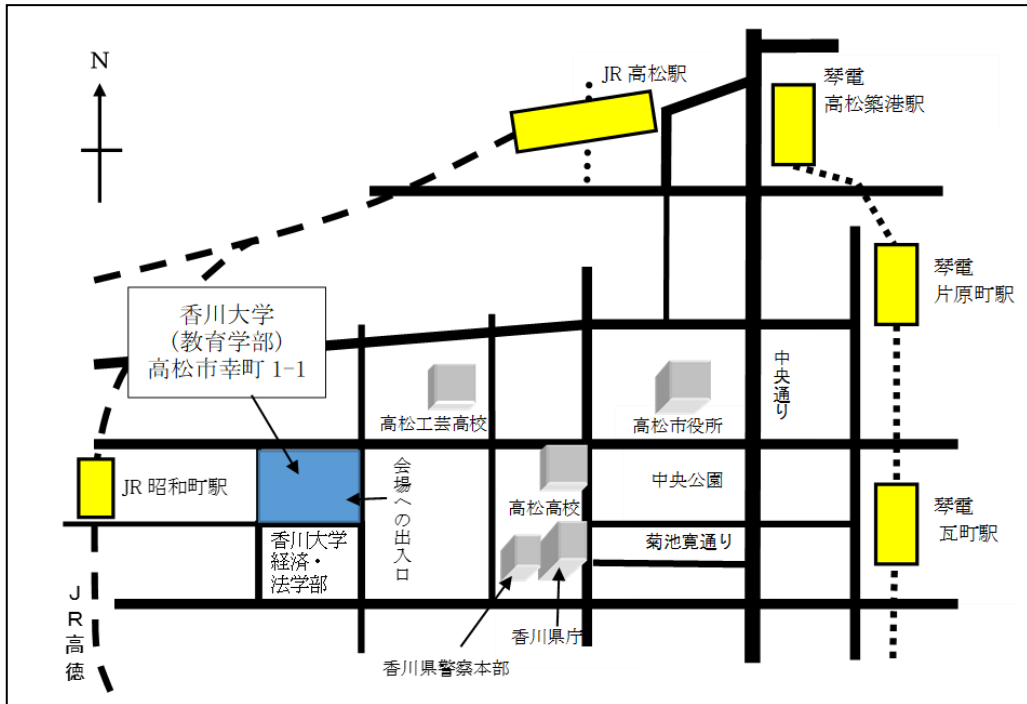 N
JR 高松駅
琴電
高松築港駅
琴電
片原町駅
香川大学
(教育学部)
高松市幸町 1-1
中央通り
高松工芸高校
高松市役所
JR 昭和町駅
会場への出入口
高松高校
中央公園
琴電
瓦町駅
菊池寛通り
香川大学
経済・
法学部
JR高徳
香川県庁
香川県警察本部